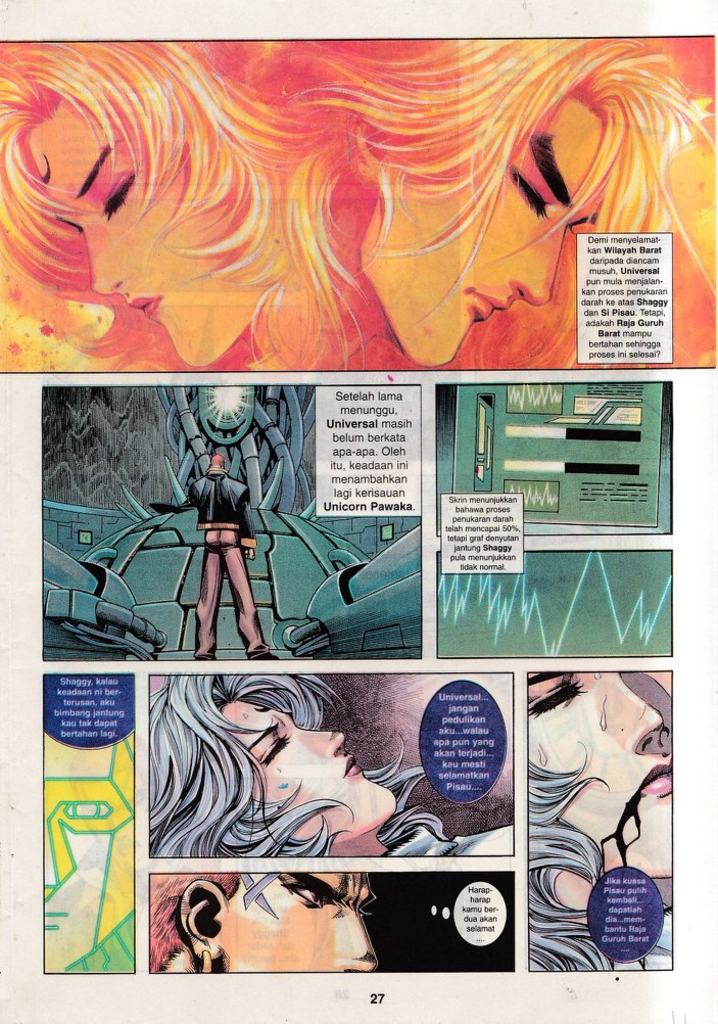 Demi menyelamat-
kan Wilayah Barat
daripada diancam
musuh, Universal
pun mula menjalan-
kan proses penukaran
darah ke atas Shaggy
dan Si Pisau. Tetapi,
adakah Raja Guruh
Barat mampu
bertahan sehingga
proses ini selesai?
Setelah lama
menunggu,
Universal masih
belum berkata
apa-apa. Oleh
itu, keadaan ini
menambahkan
lagi kerisauan
Unicorn Pawaka.
Skrin menunjukkan
bahawa proses
penukaran darah
telah mencapai 50%,
tetapi graf denyutan
jantung Shaggy
pula menunjukkan
tidak normal.
Shaggy, kalau
keadaan ni ber-
terusan, aku
bimbang jantung
kau tak dapat
bertahan lagi.
Universal...
jangan
pedulikan
aku...walau
apa pun yang
akan terjadi...
kau mesti
selamatkan
Pisau....
Harap-
harap
kamu ber-
dua akan
selamat
....
Jika kuasa
Pisau pulih
kembali...
dapatlah
dia...mem-
bantu Raja
Guruh Barat
....
27